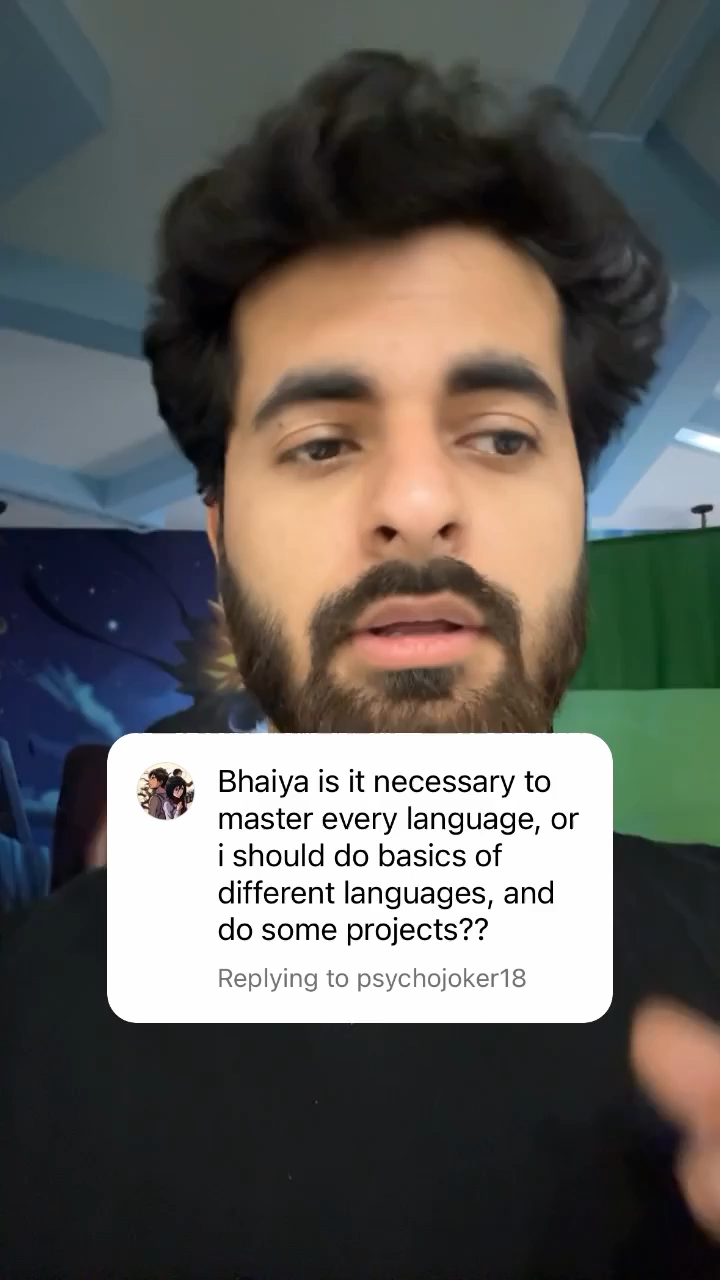 Bhaiya is it necessary to
master every language, or
i should do basics of
different languages, and
do some projects??
Replying to psychojoker18